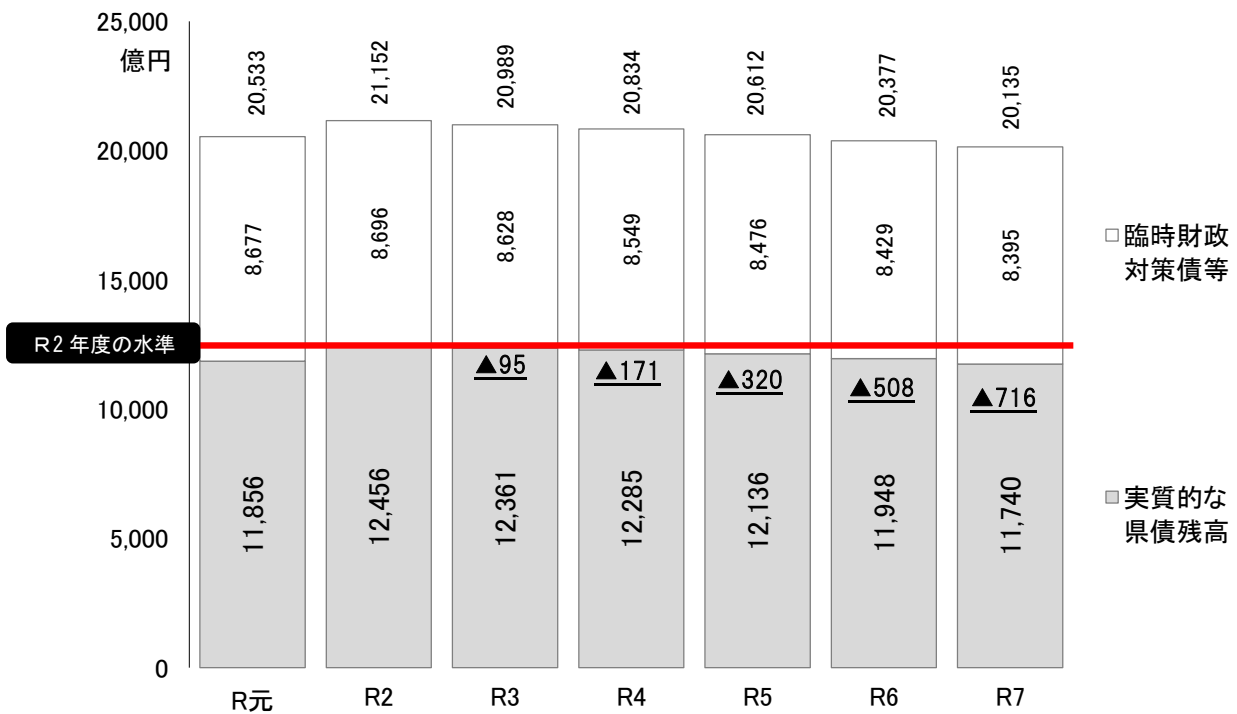 25,000
億円
20,000
15,000
10,000
5,000
0
20,533
21,152
20,989
20,834
20,612
20,377
20,135
8,677
8,696
8,628
8,549
8,476
8,429
8,395
R2年度の水準
▲95
▲171
▲320
▲508
▲716
11,856
12,456
12,361
12,285
12,136
11,948
11,740
R元
R2
R3
R4
R5
R6
R7
臨時財政
対策債等
実質的な
県債残高